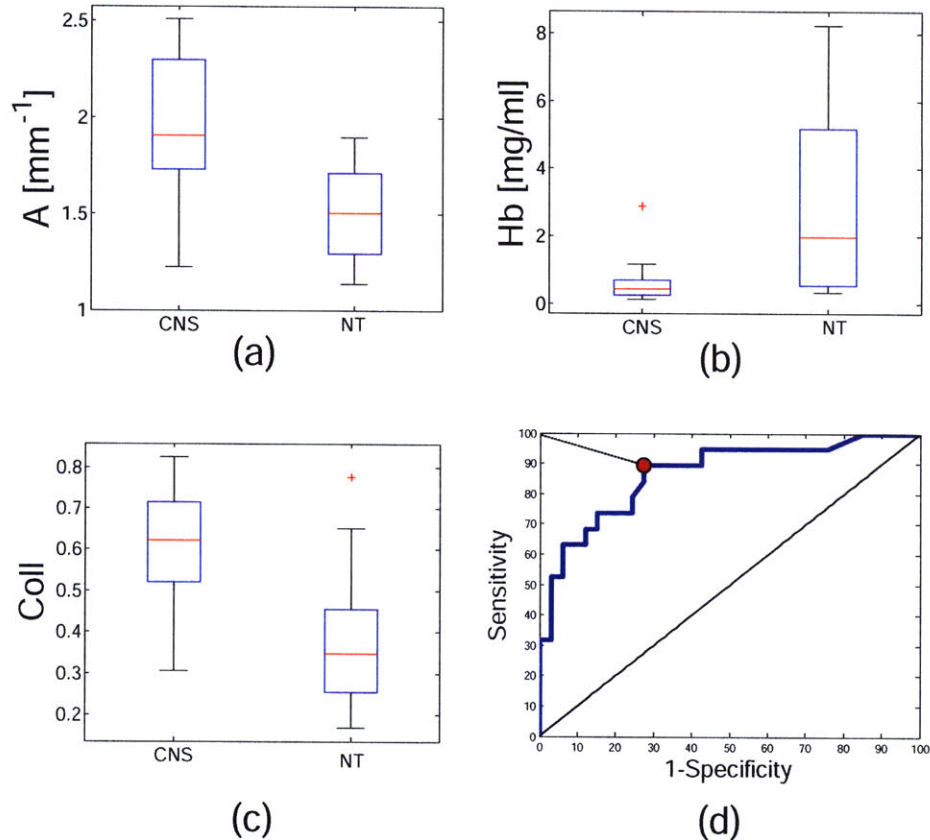 A [mm⁻¹]
2.5
2
1.5
1
CNS
NT
(a)
Hb [mg/ml]
8
6
4
2
0
CNS
NT
(b)
Coll
0.8
0.7
0.6
0.5
0.4
0.3
0.2
CNS
NT
(c)
Sensitivity
100
90
80
70
60
50
40
30
20
10
0
0 10 20 30 40 50 60 70 80 90 100
1-Specificity
(d)